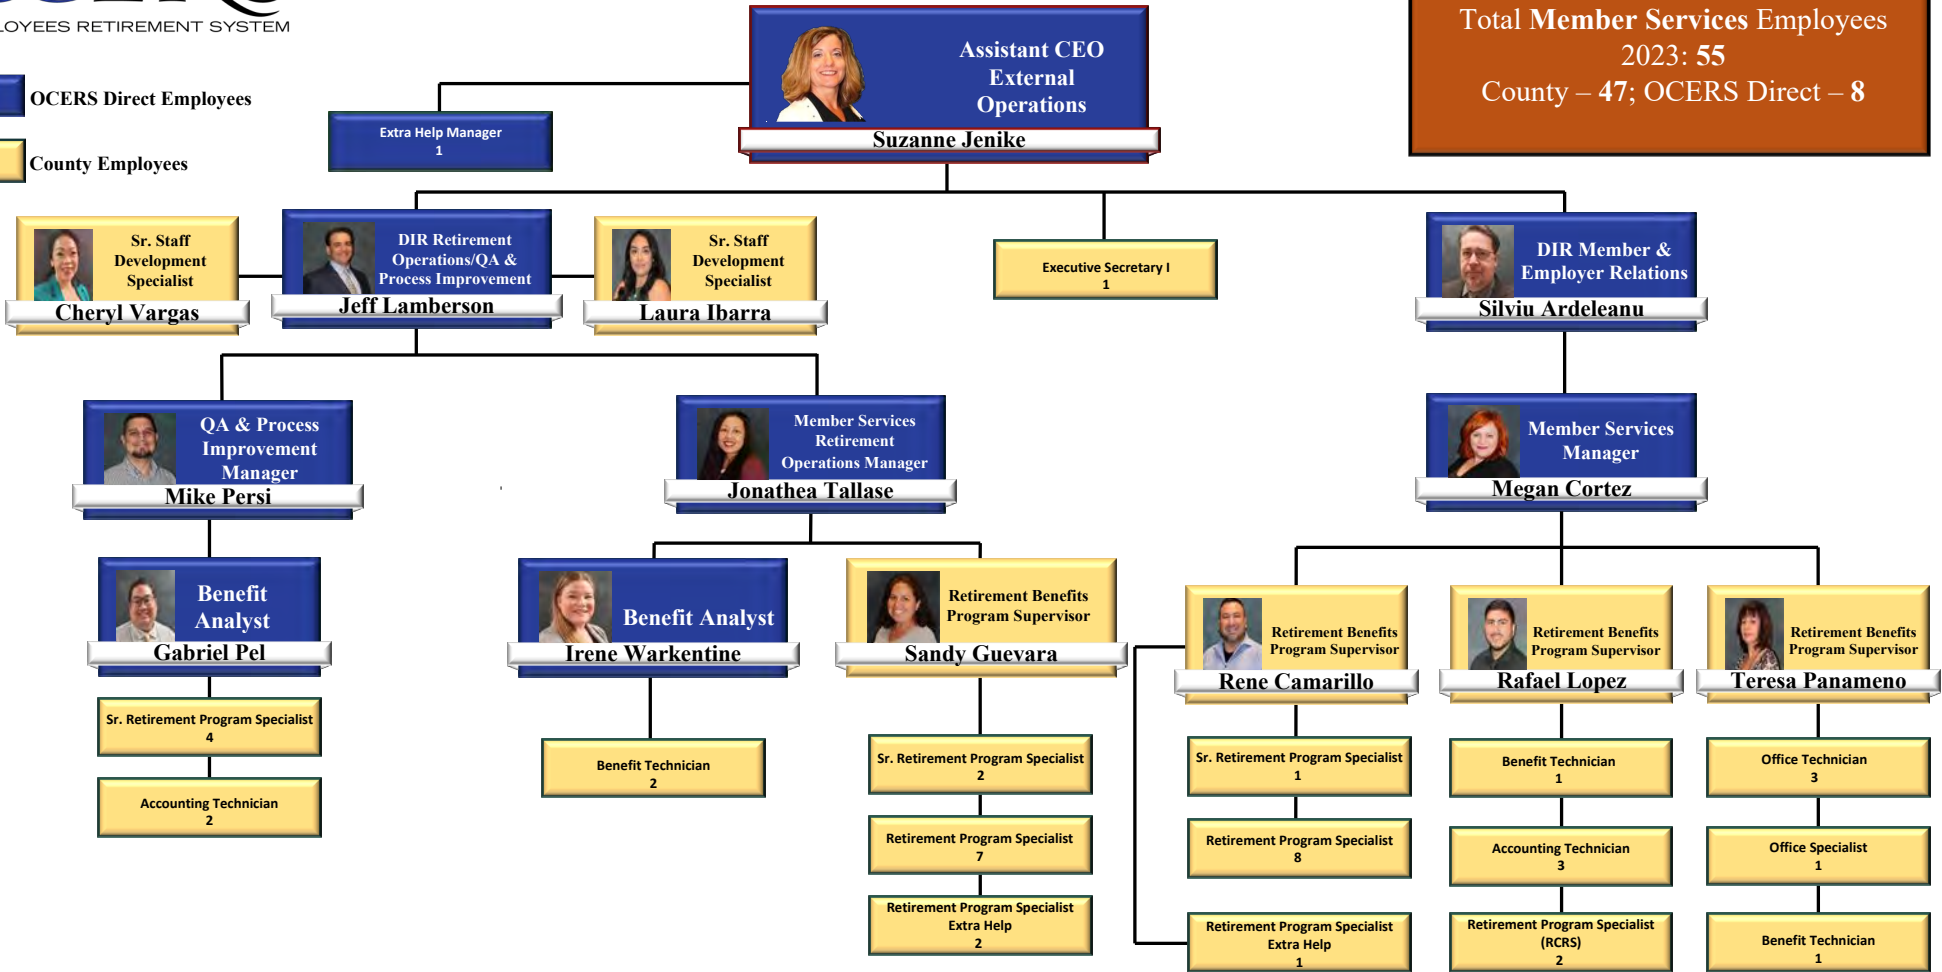 EES RETIREMENT SYSTEM
OCERS Direct Employees
County Employees
Total Member Services Employees
2023: 55
County – 47; OCERS Direct – 8
Assistant CEO
External
Operations
Suzanne Jenike
Extra Help Manager
1
Sr. Staff
Development
Specialist
Cheryl Vargas
DIR Retirement
Operations/QA &
Process Improvement
Jeff Lamberson
Sr. Staff
Development
Specialist
Laura Ibarra
Executive Secretary I
1
DIR Member &
Employer Relations
Silviu Ardeleanu
QA & Process
Improvement
Manager
Mike Persi
Member Services
Retirement
Operations Manager
Jonathea Tallase
Member Services
Manager
Megan Cortez
Benefit
Analyst
Gabriel Pel
Benefit Analyst
Irene Warkentine
Retirement Benefits
Program Supervisor
Sandy Guevara
Retirement Benefits
Program Supervisor
Rene Camarillo
Retirement Benefits
Program Supervisor
Rafael Lopez
Retirement Benefits
Program Supervisor
Teresa Panameno
Sr. Retirement Program Specialist
4
Accounting Technician
2
Benefit Technician
2
Sr. Retirement Program Specialist
2
Retirement Program Specialist
7
Retirement Program Specialist
Extra Help
2
Sr. Retirement Program Specialist
1
Retirement Program Specialist
8
Retirement Program Specialist
Extra Help
1
Benefit Technician
1
Accounting Technician
3
Retirement Program Specialist
(RCRS)
2
Office Technician
3
Office Specialist
1
Benefit Technician
1